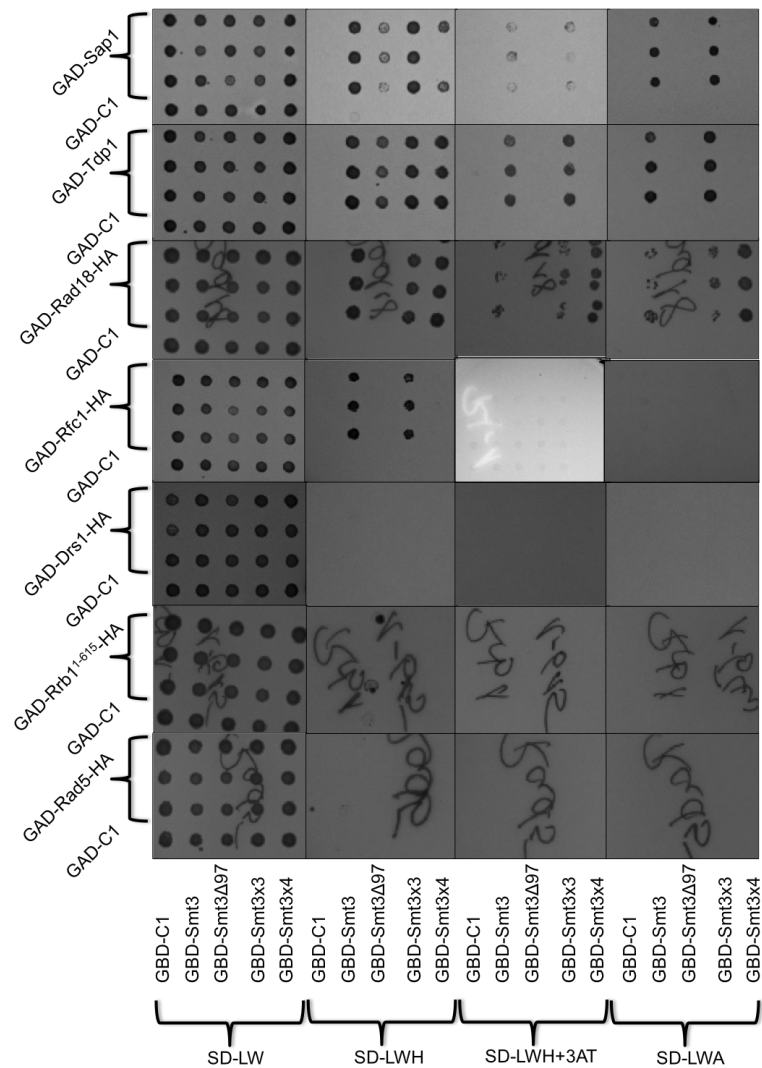 GAD-Sap1
GAD-C1
GAD-Tdp1
GAD-C1
GAD-Rad18-HA
GAD-C1
GAD-Rfc1-HA
GAD-C1
GAD-Drs1-HA
GAD-C1
GAD-Rrb1¹⁻⁶¹⁵-HA
GAD-C1
GAD-Rad5-HA
GAD-C1
GBD-C1
GBD-Smt3
GBD-Smt3Δ97
GBD-Smt3x3
GBD-Smt3x4
GBD-C1
GBD-Smt3
GBD-Smt3Δ97
GBD-Smt3x3
GBD-Smt3x4
GBD-C1
GBD-Smt3
GBD-Smt3Δ97
GBD-Smt3x3
GBD-Smt3x4
GBD-C1
GBD-Smt3
GBD-Smt3Δ97
GBD-Smt3x3
GBD-Smt3x4
SD-LW
SD-LWH
SD-LWH+3AT
SD-LWA